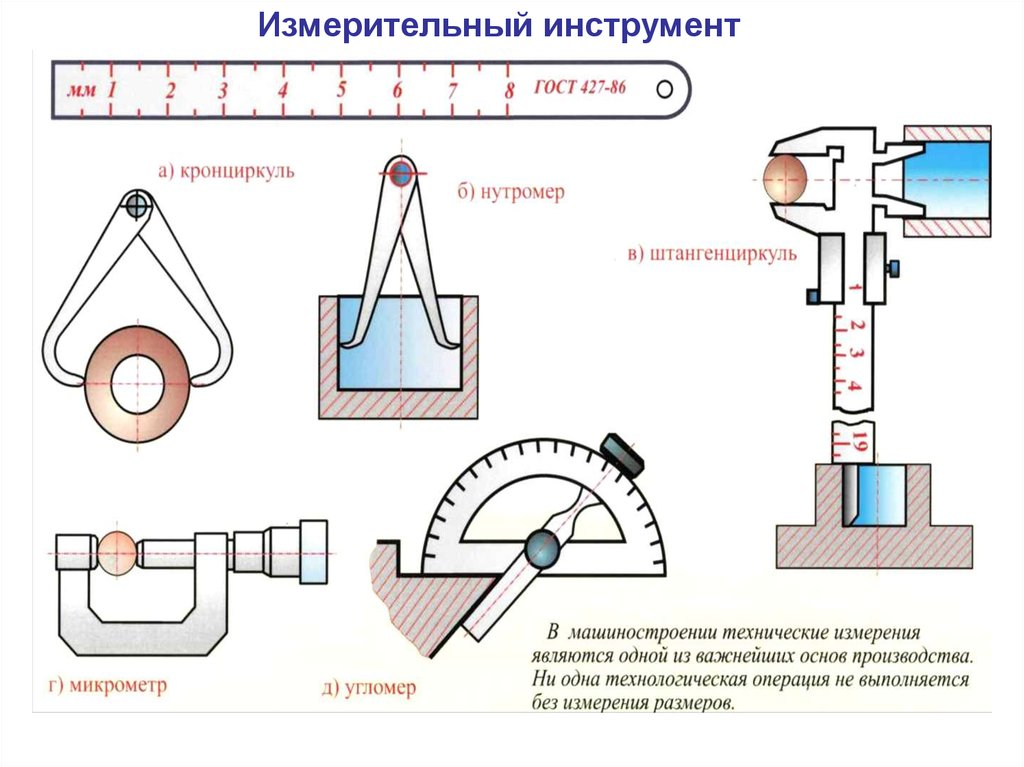 Измерительный инструмент
мм 1 2 3 4 5 6 7 8 ГОСТ 427-86
а) кронциркуль
б) нутромер
в) штангенциркуль
1
2
3
4
19
г) микрометр
д) угломер
В машиностроении технические измерения
являются одной из важнейших основ производства.
Ни одна технологическая операция не выполняется
без измерения размеров.